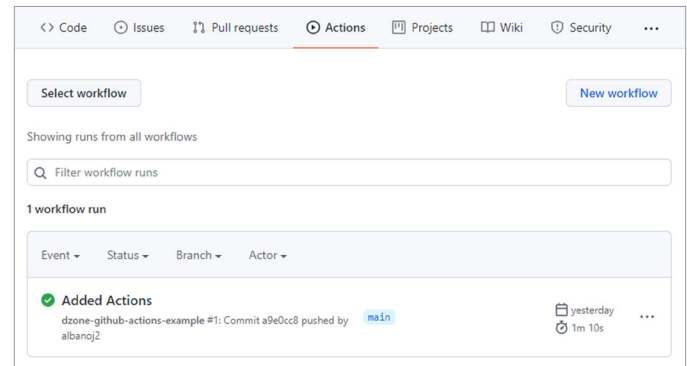 Code Issues Pull requests Actions Projects Wiki Security ...
Select workflow New workflow
Showing runs from all workflows
Filter workflow runs
1 workflow run
Event Status Branch Actor
Added Actions
dzone-github-actions-example #1: Commit a9e0cc8 pushed by main yesterday
albanoj2 1m 10s